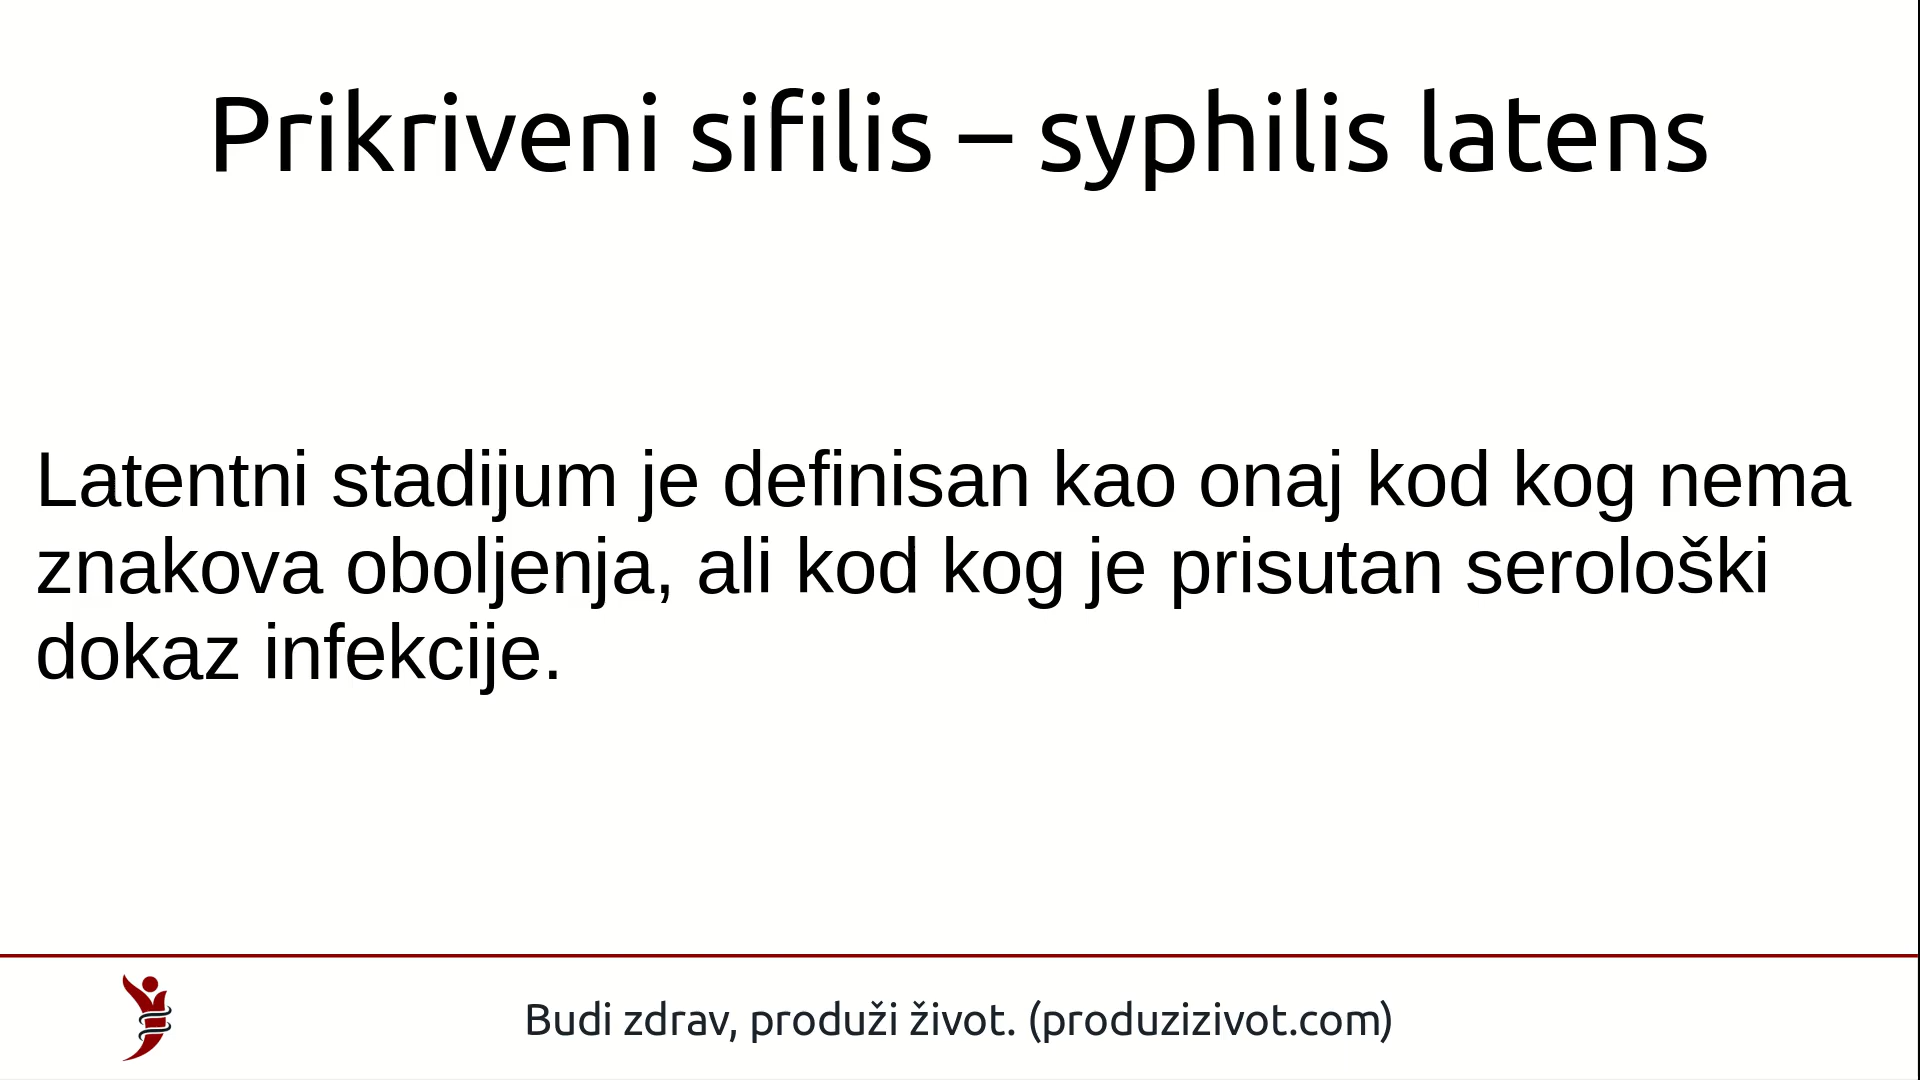 Prikriveni sifilis – syphilis latens
Latentni stadijum je definisan kao onaj kod kog nema
znakova oboljenja, ali kod kog je prisutan serološki
dokaz infekcije.
Budi zdrav, produži život. (produzizivot.com)